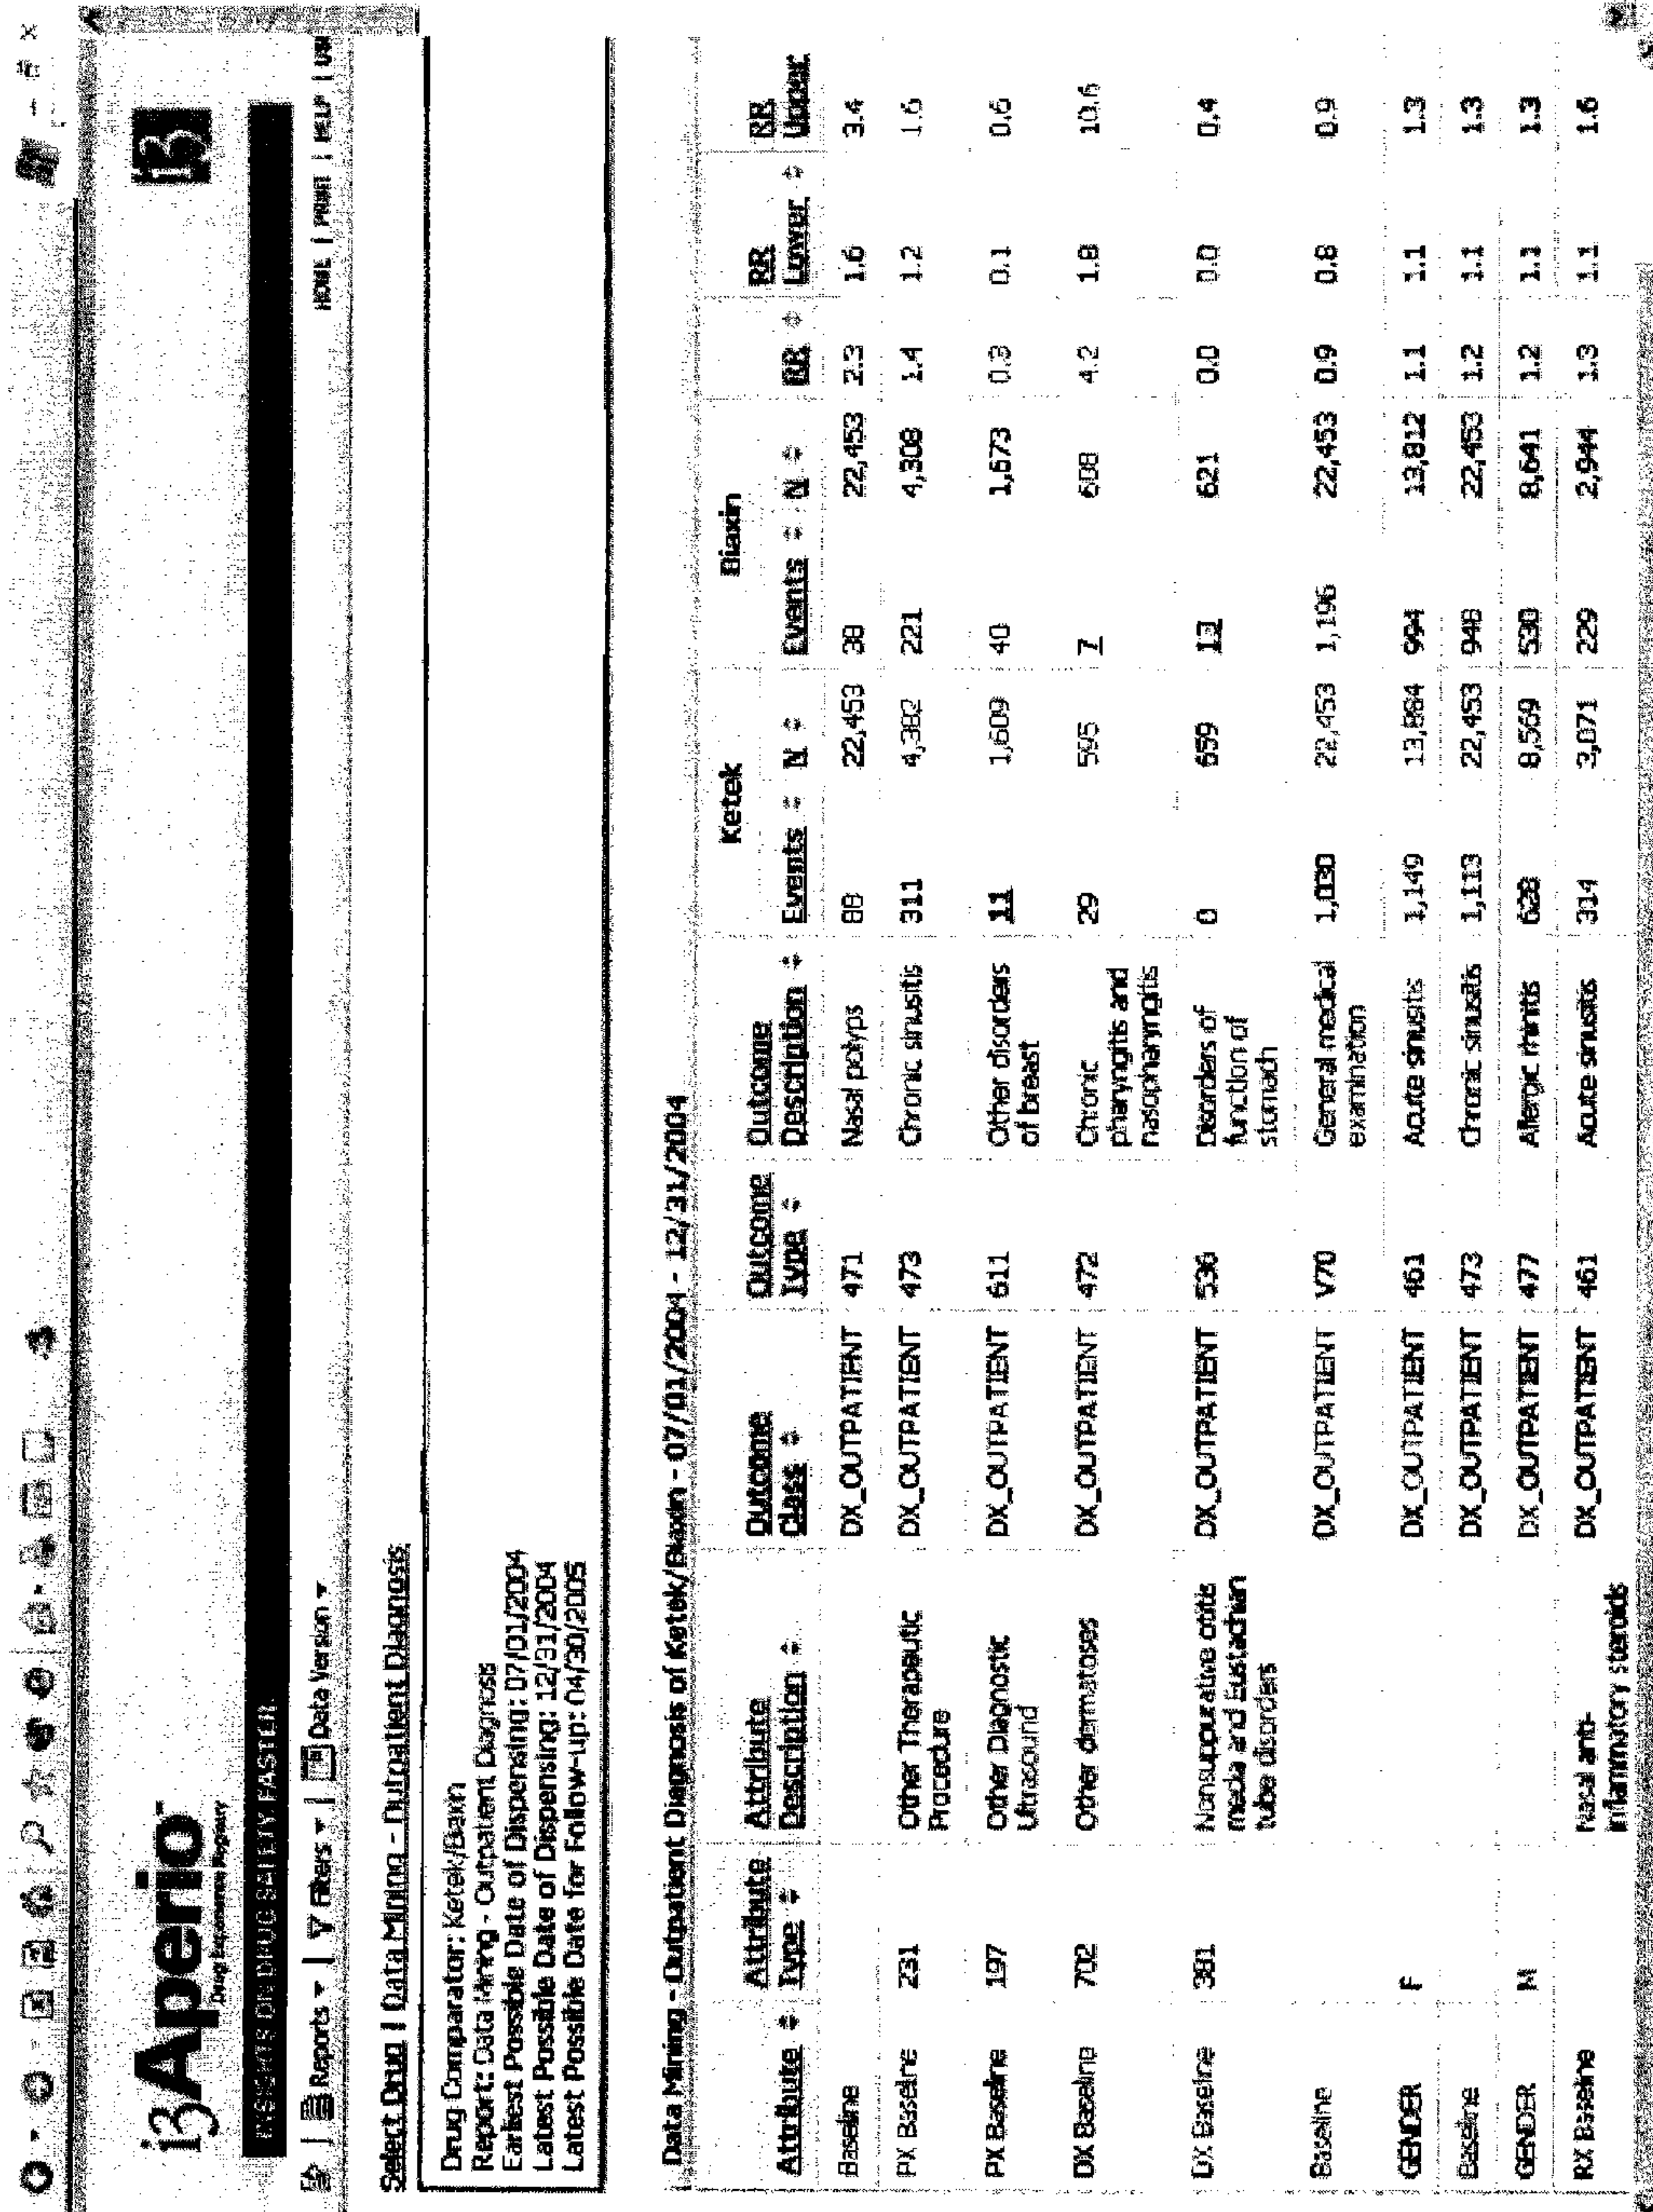 i3Aperio™
Drug Experience Registry
INSIGHTS ON DRUG SAFETY. FASTER.
HOME | PRINT | HELP |
Reports | Filters | Data Version
Select Drug | Data Mining - Outpatient Diagnosis
Drug Comparator: Ketek/Biaxin
Report: Data Mining - Outpatient Diagnosis
Earliest Possible Date of Dispensing: 07/01/2004
Latest Possible Date of Dispensing: 12/31/2004
Latest Possible Date for Follow-up: 04/30/2005
Data Mining - Outpatient Diagnosis of Ketek/Biaxin - 07/01/2004 - 12/31/2004
Ketek Biaxin
Attribute Attribute Type Attribute Description Outcome Class Outcome Type Outcome Description Events N Events N RR RR Lower RR Upper
Baseline DX_OUTPATIENT 471 Nasal polyps 88 22,453 38 22,453 2.3 1.6 3.4
PX Baseline 231 Other Therapeutic Procedure DX_OUTPATIENT 473 Chronic sinusitis 311 4,382 221 4,308 1.4 1.2 1.6
PX Baseline 197 Other Diagnostic Ultrasound DX_OUTPATIENT 611 Other disorders of breast 11 1,609 40 1,673 0.3 0.1 0.6
DX Baseline 702 Other dermatoses DX_OUTPATIENT 472 Chronic pharyngitis and nasopharyngitis 29 595 7 608 4.2 1.8 10.6
DX Baseline 381 Nonsuppurative otitis media and Eustachian tube disorders DX_OUTPATIENT 536 Disorders of function of stomach 0 659 13 621 0.0 0.0 0.4
Baseline DX_OUTPATIENT V70 General medical examination 1,030 22,453 1,196 22,453 0.9 0.8 0.9
GENDER F DX_OUTPATIENT 461 Acute sinusitis 1,149 13,884 994 13,812 1.1 1.1 1.3
Baseline DX_OUTPATIENT 473 Chronic sinusitis 1,113 22,453 948 22,453 1.2 1.1 1.3
GENDER M DX_OUTPATIENT 477 Allergic rhinitis 628 8,569 530 8,641 1.2 1.1 1.3
RX Baseline Nasal anti-inflammatory steroids DX_OUTPATIENT 461 Acute sinusitis 314 3,071 229 2,944 1.3 1.1 1.6